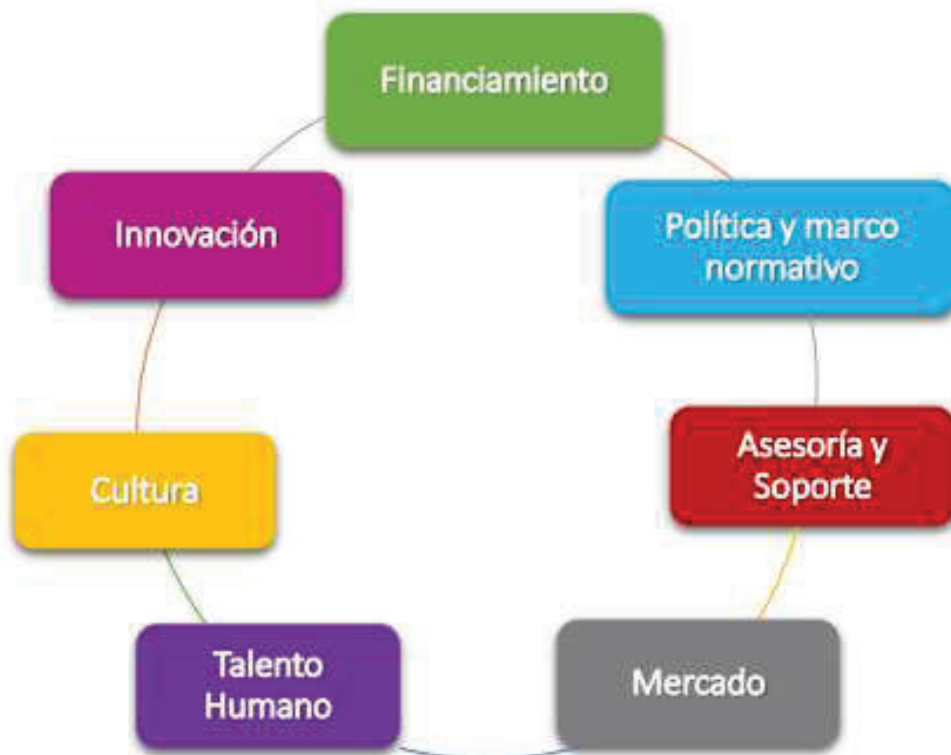 Financiamiento
Política y marco
normativo
Asesoría y
Soporte
Mercado
Talento
Humano
Cultura
Innovación